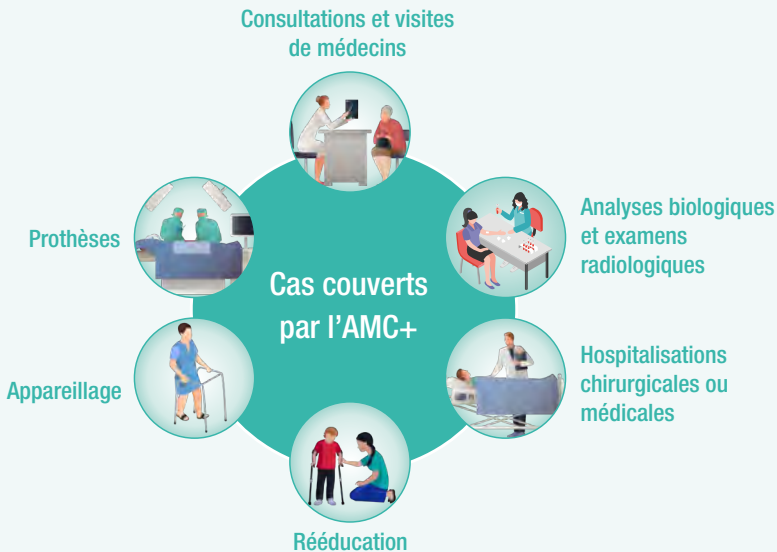 Consultations et visites
de médecins
Analyses biologiques
et examens
radiologiques
Hospitalisations
chirurgicales ou
médicales
Rééducation
Appareillage
Prothèses
Cas couverts
par l'AMC+